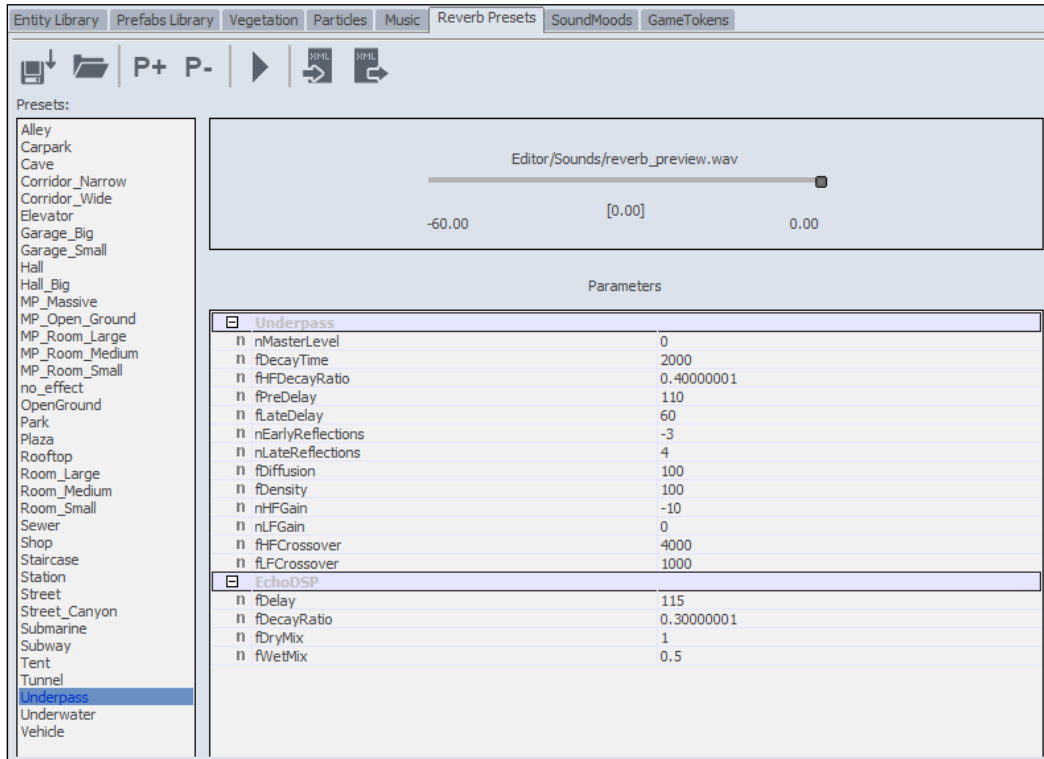 Entity Library Prefabs Library Vegetation Particles Music Reverb Presets SoundMoods GameTokens
P+ P- XML XML
Presets:
Alley
Carpark
Cave
Corridor_Narrow
Corridor_Wide
Elevator
Garage_Big
Garage_Small
Hall
Hall_Big
MP_Massive
MP_Open_Ground
MP_Room_Large
MP_Room_Medium
MP_Room_Small
no_effect
OpenGround
Park
Plaza
Rooftop
Room_Large
Room_Medium
Room_Small
Sewer
Shop
Staircase
Station
Street
Street_Canyon
Submarine
Subway
Tent
Tunnel
Underpass
Underwater
Vehicle
Editor/Sounds/reverb_preview.wav
-60.00 [0.00] 0.00
Parameters
Underpass
n nMasterLevel 0
n fDecayTime 2000
n fHFDecayRatio 0.40000001
n fPreDelay 110
n fLateDelay 60
n nEarlyReflections -3
n nLateReflections 4
n fDiffusion 100
n fDensity 100
n nHFGain -10
n nLFGain 0
n fHFCrossover 4000
n fLFCrossover 1000
EchoDSP
n fDelay 115
n fDecayRatio 0.30000001
n fDryMix 1
n fWetMix 0.5